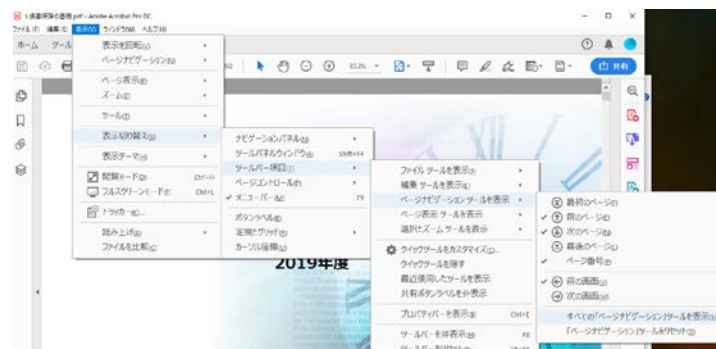 1.損害保険の基礎.pdf - Adobe Acrobat Pro DC
ファイル(F) 編集(E) 表示(V) ウィンドウ(W) ヘルプ(H)
ホーム ツール
表示を回転(V)
ページナビゲーション(N)
ページ表示(P)
ズーム(Z)
ツール(T)
表示切り替え(S)
表示テーマ(H)
閲覧モード(D) Ctrl+H
フルスクリーンモード(F) Ctrl+L
トラッカー(K)...
読み上げ(A)
ファイルを比較(C)
ナビゲーションパネル(N)
ツールパネルウィンドウ(A) Shift+F4
ツールバー項目(T)
ページコントロール(P)
メニューバー(M) F9
ボタンラベル(B)
定規とグリッド(R)
カーソル座標(U)
ファイル ツールを表示(F)
編集 ツールを表示(E)
ページナビゲーション ツールを表示
ページ表示 ツールを表示
選択とズーム ツールを表示
クイックツールをカスタマイズ(Q)...
クイックツールを隠す
最近使用したツールを表示
共有ボタンラベルを非表示
プロパティバーを表示(R) Ctrl+E
ツールバーを非表示(B) F8
最初のページ(F)
前のページ(P)
次のページ(N)
最後のページ(L)
ページ番号(B)
前の画面(V)
次の画面(W)
すべての「ページナビゲーション」ツールを表示(S)
「ページナビゲーション」ツールをリセット(R)
共有
2019年度